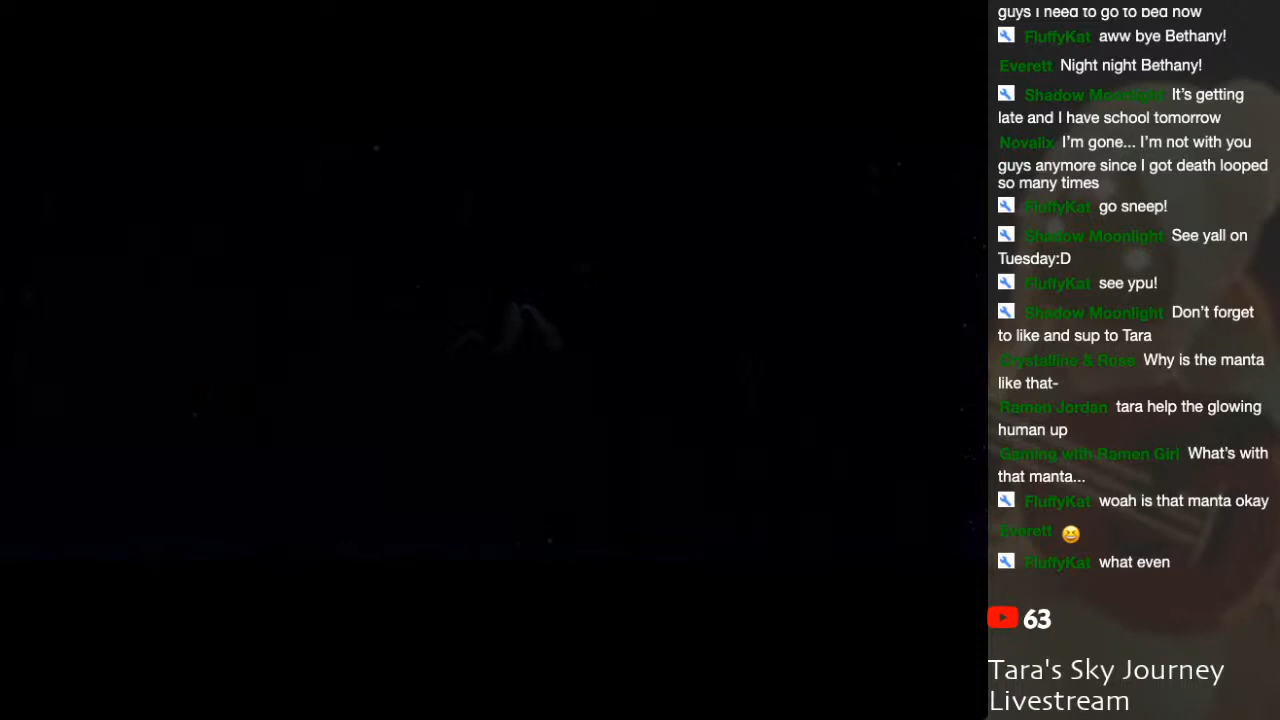 guys I need to go to bed now
FluffyKat aww bye Bethany!
Everett Night night Bethany!
Shadow Moonlight It's getting
late and I have school tomorrow
Novalix I'm gone... I'm not with you
guys anymore since I got death looped
so many times
FluffyKat go sneep!
Shadow Moonlight See yall on
Tuesday:D
FluffyKat see ypu!
Shadow Moonlight Don't forget
to like and sup to Tara
Crystalline & Ross Why is the manta
like that-
Ramen Jordan tara help the glowing
human up
Gaming with Ramen Girl What's with
that manta...
FluffyKat woah is that manta okay
Everett 😆
FluffyKat what even
63
Tara's Sky Journey
Livestream